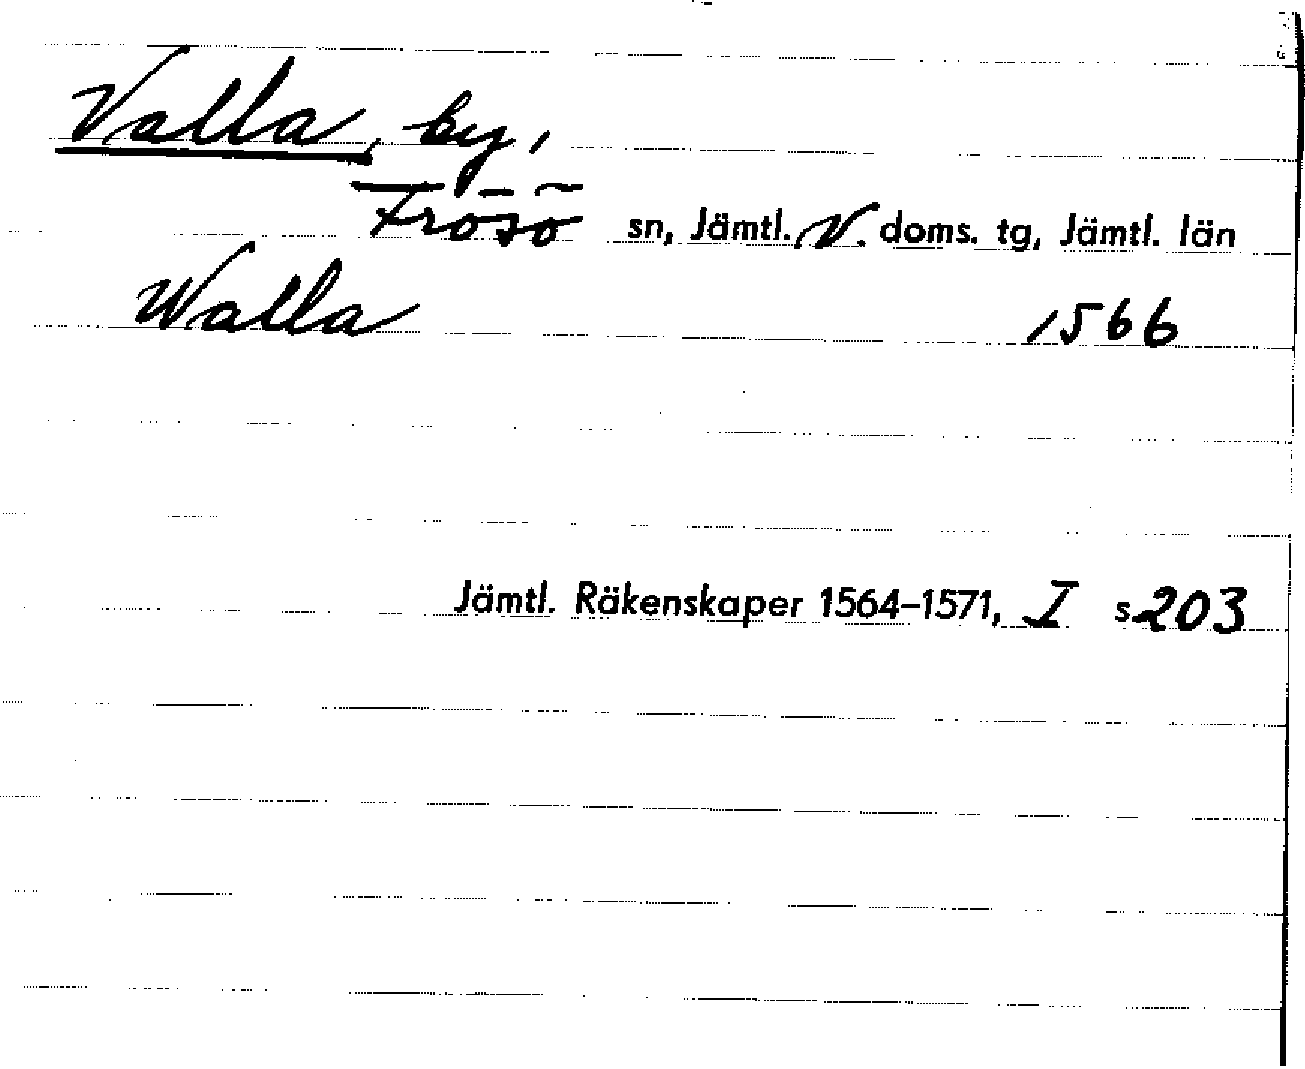 Valla, by,
Frösö sn, Jämtl. V. doms. tg, Jämtl. län
Walla 1566
Jämtl. Räkenskaper 1564–1571, I s 203